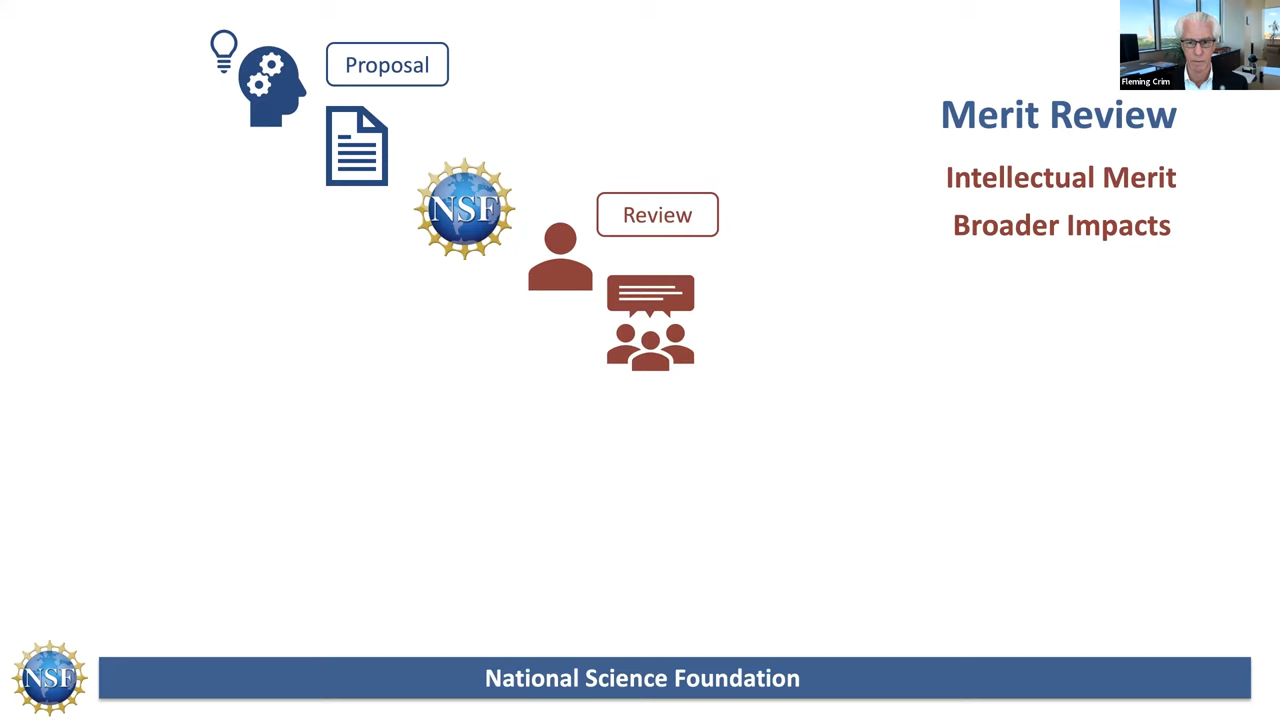 Proposal
Fleming Crim
Merit Review
Intellectual Merit
NSF
Review
Broader Impacts
NSF
National Science Foundation